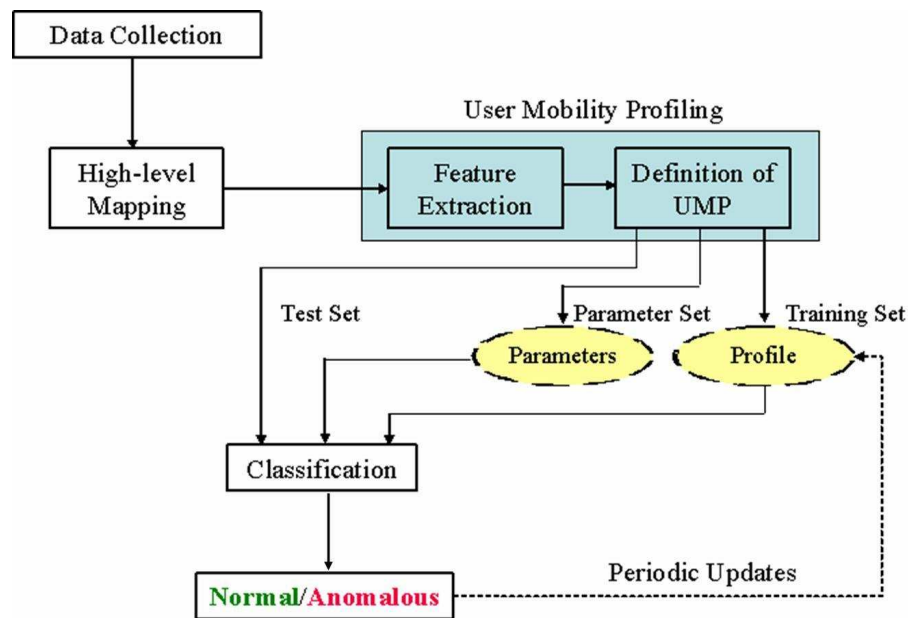 Data Collection
User Mobility Profiling
High-level
Mapping
Feature
Extraction
Definition of
UMP
Test Set
Parameter Set
Training Set
Parameters
Profile
Classification
Normal/Anomalous
Periodic Updates